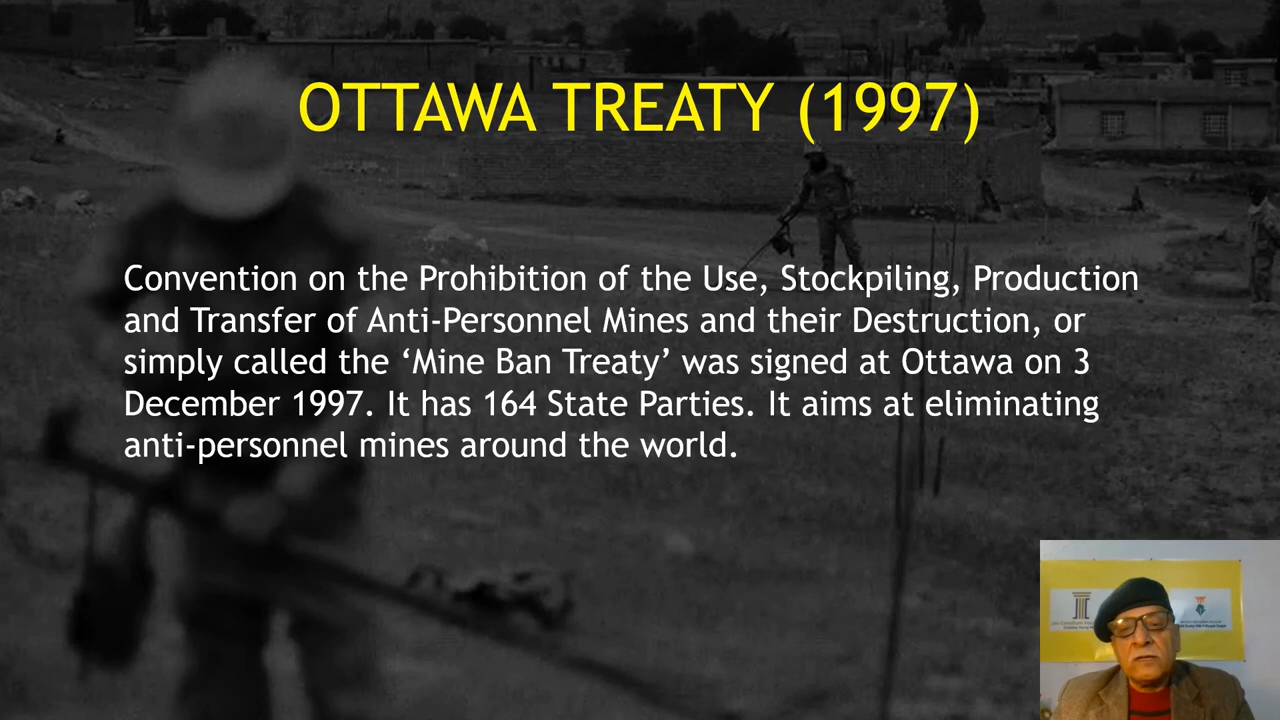 OTTAWA TREATY (1997)
Convention on the Prohibition of the Use, Stockpiling, Production
and Transfer of Anti-Personnel Mines and their Destruction, or
simply called the ‘Mine Ban Treaty’ was signed at Ottawa on 3
December 1997. It has 164 State Parties. It aims at eliminating
anti-personnel mines around the world.